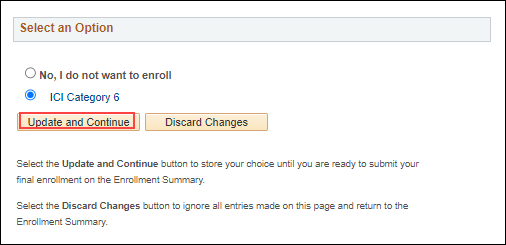 Select an Option
No, I do not want to enroll
ICI Category 6
Update and Continue Discard Changes
Select the Update and Continue button to store your choice until you are ready to submit your
final enrollment on the Enrollment Summary.
Select the Discard Changes button to ignore all entries made on this page and return to the
Enrollment Summary.